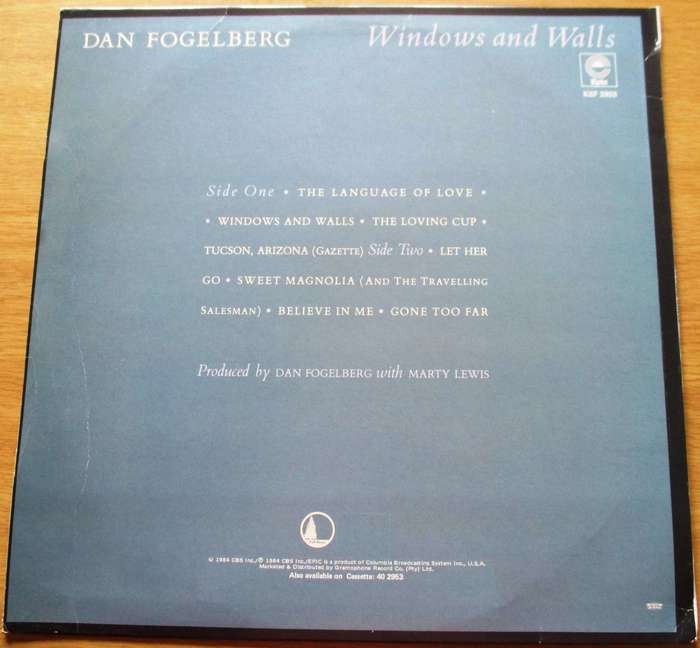 DAN FOGELBERG
Windows and Walls
Epic
KSF 2953
Side One • THE LANGUAGE OF LOVE •
• WINDOWS AND WALLS • THE LOVING CUP •
TUCSON, ARIZONA (GAZETTE) Side Two • LET HER
GO • SWEET MAGNOLIA (AND THE TRAVELLING
SALESMAN) • BELIEVE IN ME • GONE TOO FAR
Produced by DAN FOGELBERG with MARTY LEWIS
© 1984 CBS Inc./℗ 1984 CBS Inc./EPIC is a product of Columbia Broadcasting System Inc., U.S.A.
Marketed & Distributed by Gramophone Record Co. (Pty) Ltd.
Also available on Cassette: 40 2953